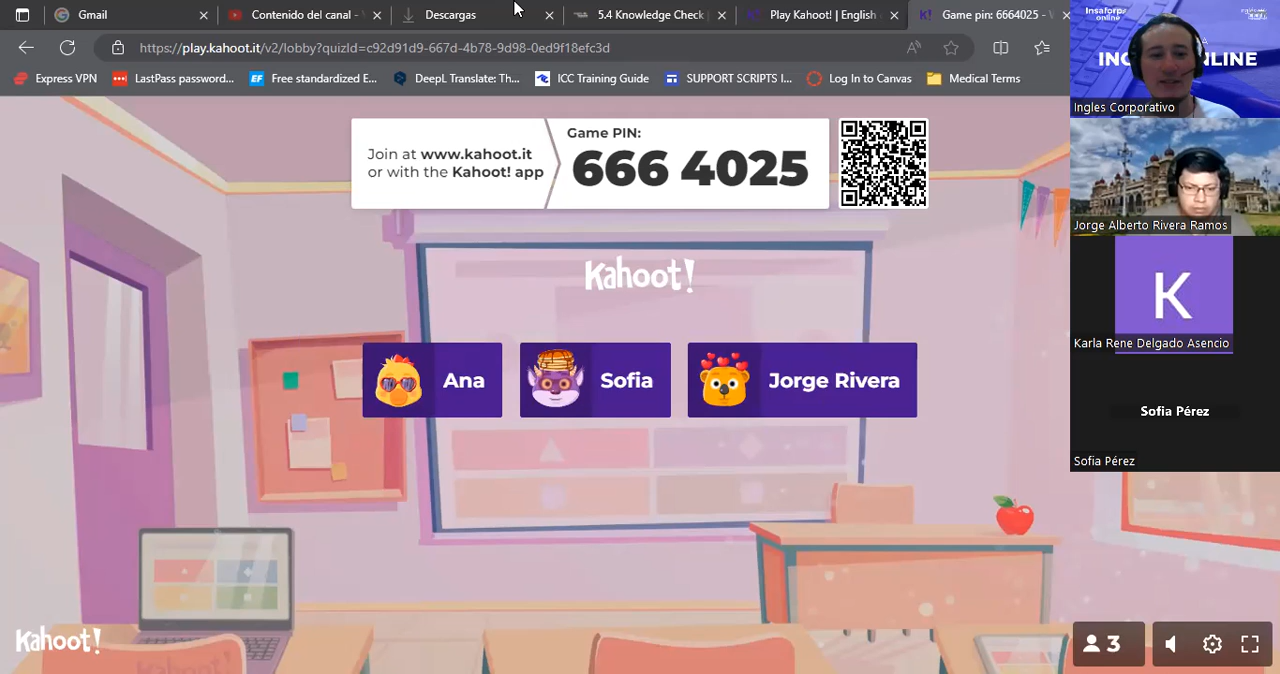 Gmail
Contenido del canal -
Descargas
5.4 Knowledge Check
Play Kahoot! | English
Game pin: 6664025 -
https://play.kahoot.it/v2/lobby?quizId=c92d91d9-667d-4b78-9d98-0ed9f18efc3d
Express VPN
LastPass password...
Free standardized E...
DeepL Translate: Th...
ICC Training Guide
SUPPORT SCRIPTS I...
Log In to Canvas
Medical Terms
Join at www.kahoot.it
or with the Kahoot! app
Game PIN:
666 4025
Kahoot!
Ana
Sofia
Jorge Rivera
Kahoot!
3
Insaforp
online
Ingles Corporativo
Jorge Alberto Rivera Ramos
K
Karla Rene Delgado Asencio
Sofia Pérez
Sofia Pérez